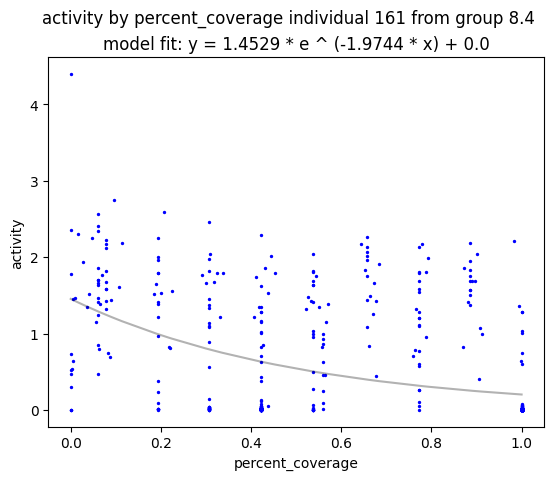 activity by percent_coverage individual 161 from group 8.4
model fit: y = 1.4529 * e ^ (-1.9744 * x) + 0.0
4
3
2
1
0
activity
0.0 0.2 0.4 0.6 0.8 1.0
percent_coverage